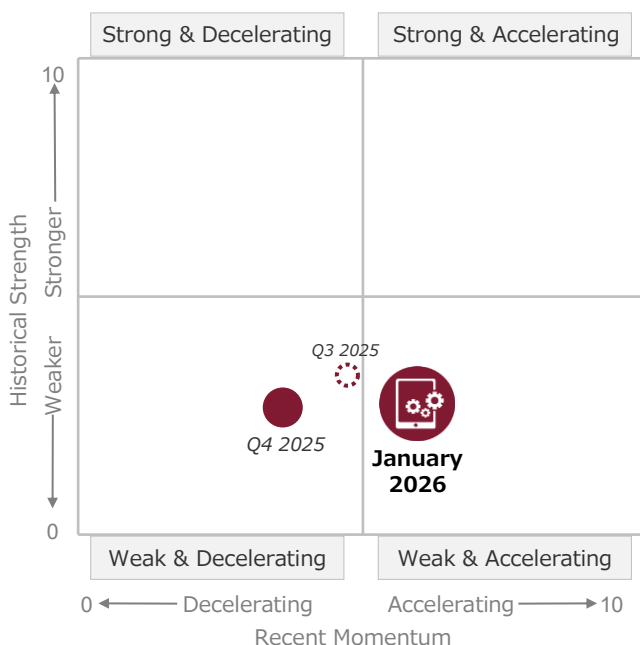 Strong & Decelerating
Strong & Accelerating
10
Historical Strength
Stronger
Weaker
Q3 2025
Q4 2025
January
2026
0
Weak & Decelerating
Weak & Accelerating
0
Decelerating
Accelerating
10
Recent Momentum